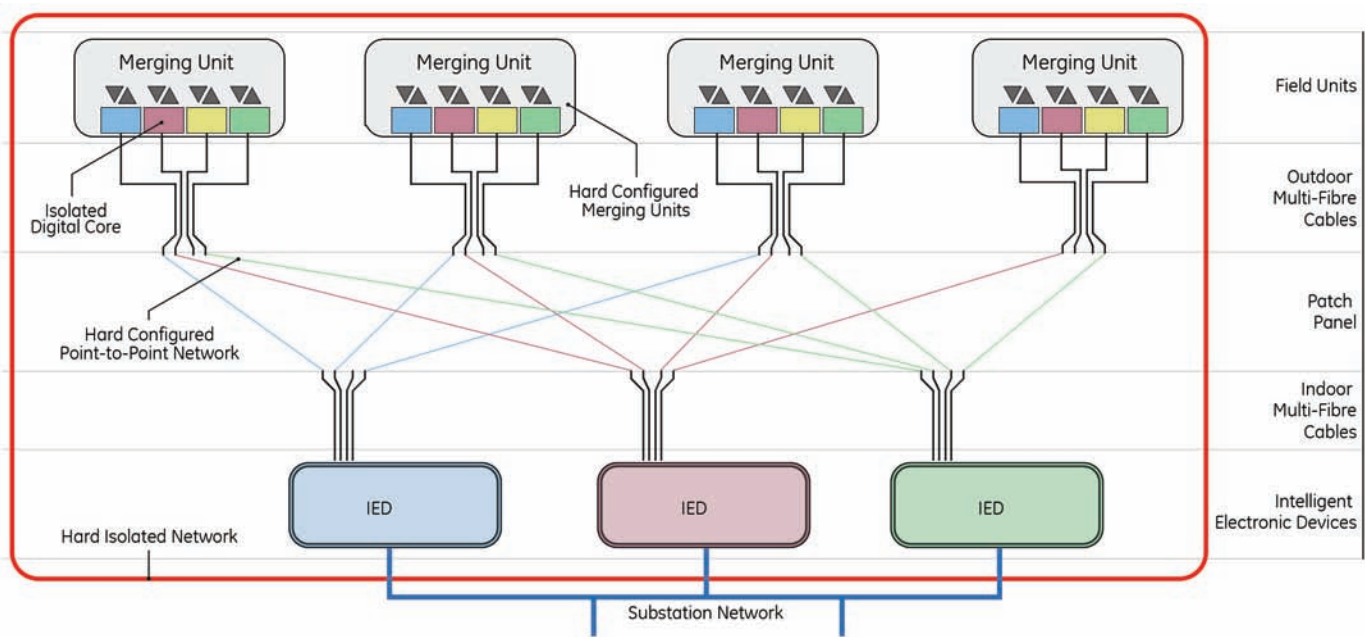 Merging Unit
Merging Unit
Merging Unit
Merging Unit
Field Units
Isolated
Digital Core
Hard Configured
Merging Units
Outdoor
Multi-Fibre
Cables
Hard Configured
Point-to-Point Network
Patch
Panel
Indoor
Multi-Fibre
Cables
IED
IED
IED
Intelligent
Electronic Devices
Hard Isolated Network
Substation Network